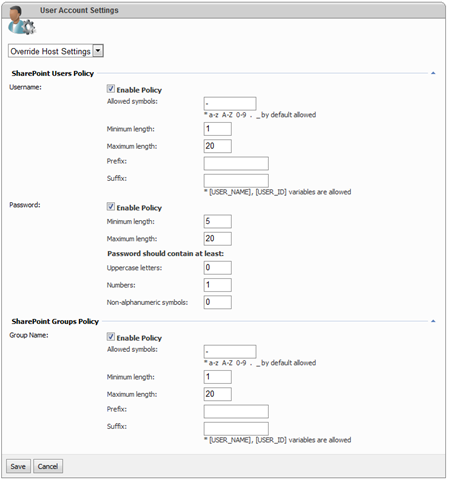 User Account Settings
Override Host Settings
SharePoint Users Policy
Username:
Enable Policy
Allowed symbols: -
* a-z A-Z 0-9 . _ by default allowed
Minimum length: 1
Maximum length: 20
Prefix:
Suffix:
* [USER_NAME], [USER_ID] variables are allowed
Password:
Enable Policy
Minimum length: 5
Maximum length: 20
Password should contain at least:
Uppercase letters: 0
Numbers: 1
Non-alphanumeric symbols: 0
SharePoint Groups Policy
Group Name:
Enable Policy
Allowed symbols: -
* a-z A-Z 0-9 . _ by default allowed
Minimum length: 1
Maximum length: 20
Prefix:
Suffix:
* [USER_NAME], [USER_ID] variables are allowed
Save Cancel